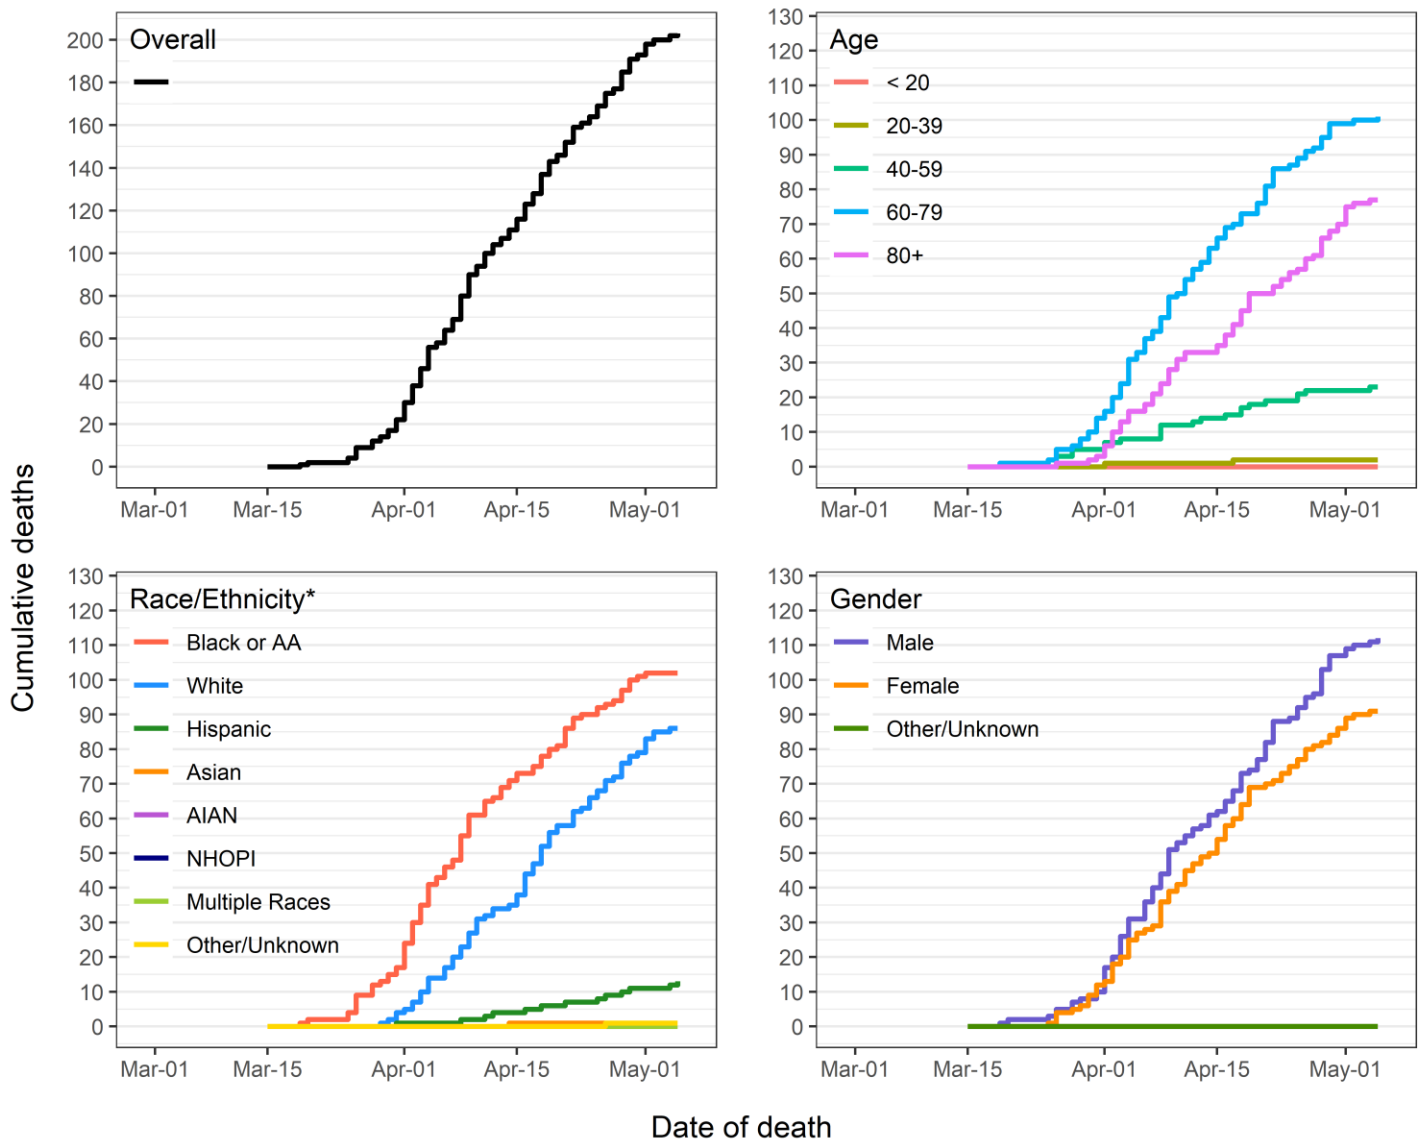 Cumulative deaths
Overall
200
180
160
140
120
100
80
60
40
20
0
Mar-01 Mar-15 Apr-01 Apr-15 May-01
Age
< 20
20-39
40-59
60-79
80+
130
120
110
100
90
80
70
60
50
40
30
20
10
0
Mar-01 Mar-15 Apr-01 Apr-15 May-01
Race/Ethnicity*
Black or AA
White
Hispanic
Asian
AIAN
NHOPI
Multiple Races
Other/Unknown
130
120
110
100
90
80
70
60
50
40
30
20
10
0
Mar-01 Mar-15 Apr-01 Apr-15 May-01
Gender
Male
Female
Other/Unknown
130
120
110
100
90
80
70
60
50
40
30
20
10
0
Mar-01 Mar-15 Apr-01 Apr-15 May-01
Date of death